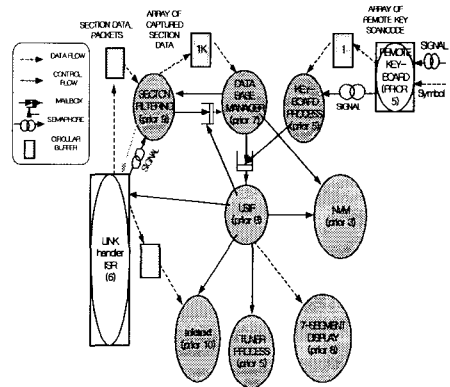 SECTION DATA
PACKETS
ARRAY OF
CAPTURED
SECTION
DATA
ARRAY OF
REMOTE KEY
SCANCODE
DATA FLOW
CONTROL
FLOW
MAILBOX
SEMAPHORE
CIRCULAR
BUFFER
1K
1
SECTION
FILTERING
(prior 9)
DATA
BASE
MANAGER
(prior 7)
KEY-
BOARD
PROCESS
(prior 5)
REMOTE
KEY-
BOARD
(PRIOR
5)
SIGNAL
Symbol
SIGNAL
SIGNAL
LINK
handler
ISR
(6)
USIF
(prior 8)
NVM
(prior 3)
teletext
(prior 10)
TUNER
PROCESS
(prior 5)
7-SEGMENT
DISPLAY
(prior 8)